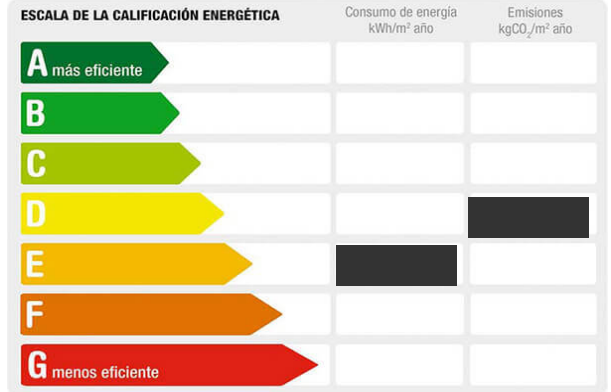 ESCALA DE LA CALIFICACIÓN ENERGÉTICA
Consumo de energía
kWh/m² año
Emisiones
kgCO₂/m² año
A más eficiente
B
C
D
E
F
G menos eficiente